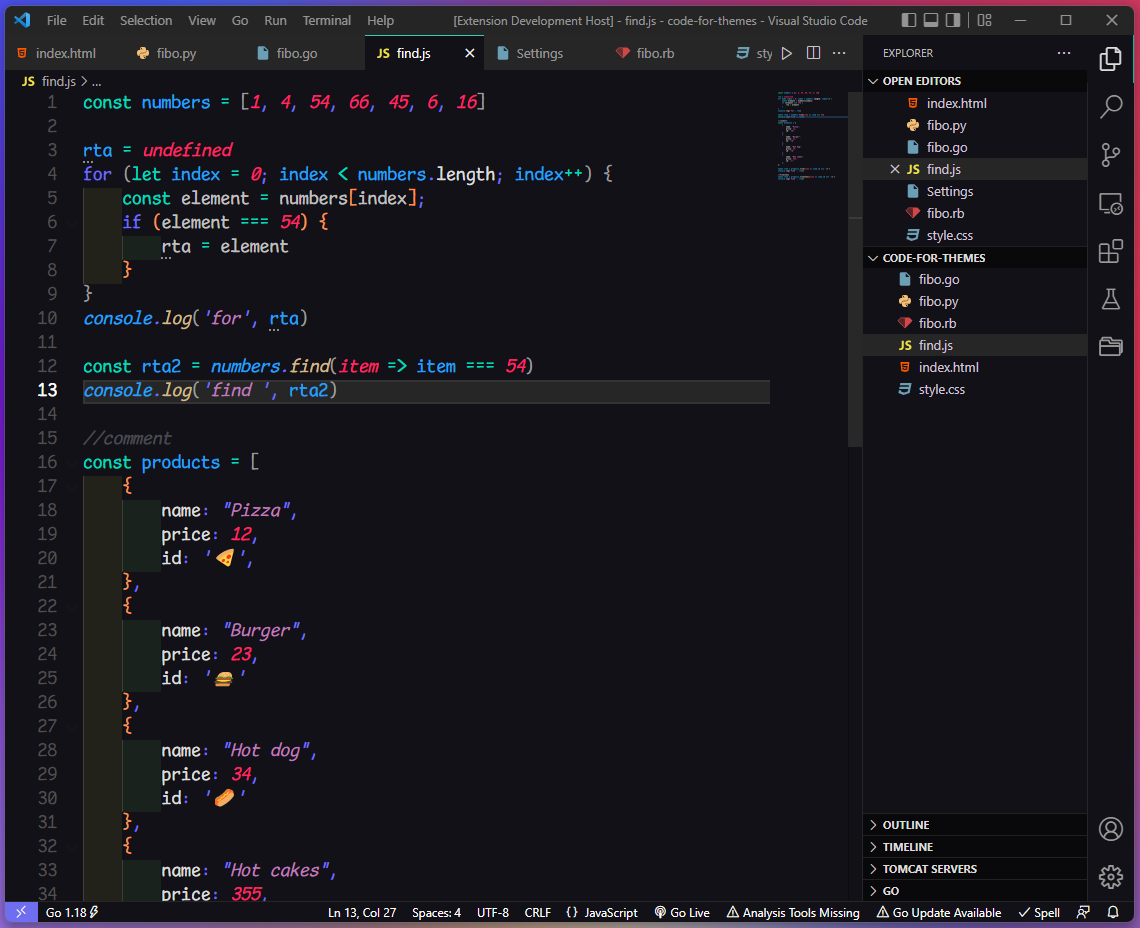 File Edit Selection View Go Run Terminal Help [Extension Development Host] - find.js - code-for-themes - Visual Studio Code
index.html fibo.py fibo.go JS find.js Settings fibo.rb sty
JS find.js > ...
1 const numbers = [1, 4, 54, 66, 45, 6, 16]
2
3 rta = undefined
4 for (let index = 0; index < numbers.length; index++) {
5 const element = numbers[index];
6 if (element === 54) {
7 rta = element
8 }
9 }
10 console.log('for', rta)
11
12 const rta2 = numbers.find(item => item === 54)
13 console.log('find ', rta2)
14
15 //comment
16 const products = [
17 {
18 name: "Pizza",
19 price: 12,
20 id: '🍕',
21 },
22 {
23 name: "Burger",
24 price: 23,
25 id: '🍔'
26 },
27 {
28 name: "Hot dog",
29 price: 34,
30 id: '🌭'
31 },
32 {
33 name: "Hot cakes",
34 price: 355,
EXPLORER
OPEN EDITORS
index.html
fibo.py
fibo.go
JS find.js
Settings
fibo.rb
style.css
CODE-FOR-THEMES
fibo.go
fibo.py
fibo.rb
JS find.js
index.html
style.css
OUTLINE
TIMELINE
TOMCAT SERVERS
GO
Go 1.18 Ln 13, Col 27 Spaces: 4 UTF-8 CRLF {} JavaScript Go Live Analysis Tools Missing Go Update Available Spell